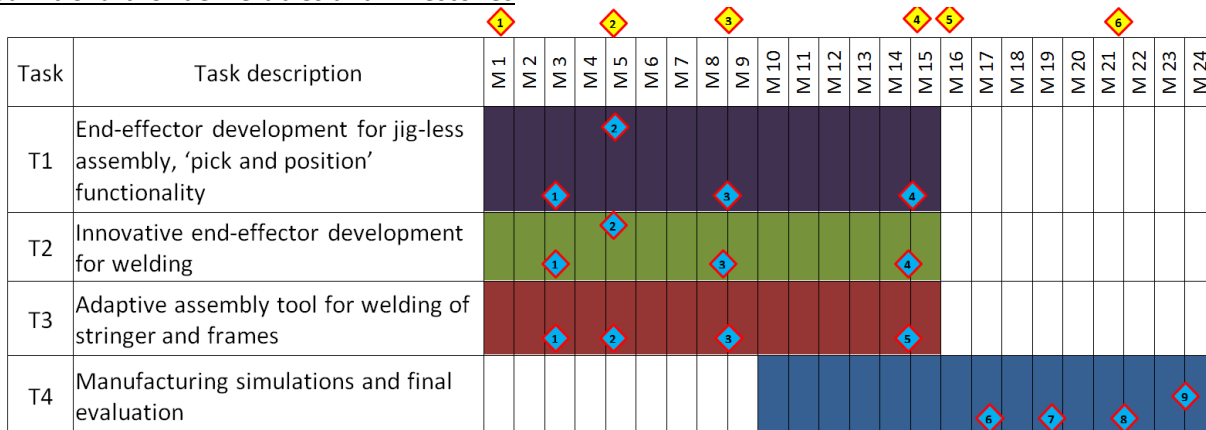 1 2 3 4 5 6
Task Task description M 1 M 2 M 3 M 4 M 5 M 6 M 7 M 8 M 9 M 10 M 11 M 12 M 13 M 14 M 15 M 16 M 17 M 18 M 19 M 20 M 21 M 22 M 23 M 24
End-effector development for jig-less 2
T1 assembly, ‘pick and position’
functionality 1 3 4
Innovative end-effector development 2
T2 for welding 1 3 4
Adaptive assembly tool for welding of
T3 stringer and frames 1 2 3 5
Manufacturing simulations and final 9
T4 evaluation 6 7 8